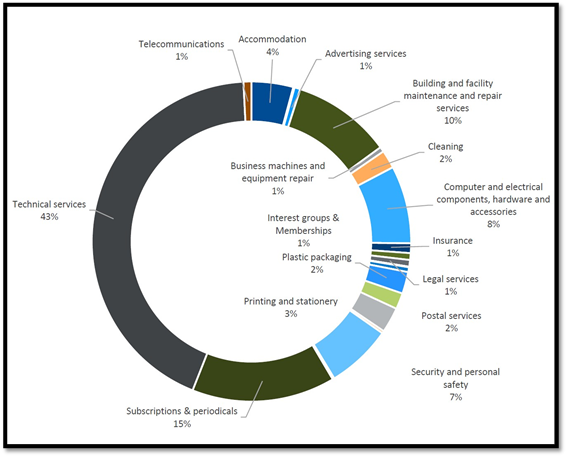 Telecommunications
1%
Accommodation
4%
Advertising services
1%
Building and facility
maintenance and repair
services
10%
Business machines and
equipment repair
1%
Cleaning
2%
Technical services
43%
Computer and electrical
components, hardware and
accessories
8%
Interest groups &
Memberships
1%
Insurance
1%
Plastic packaging
2%
Legal services
1%
Printing and stationery
3%
Postal services
2%
Security and personal
safety
7%
Subscriptions & periodicals
15%